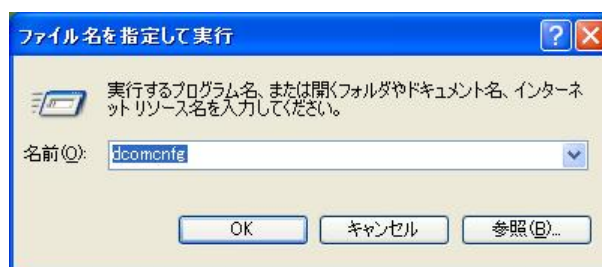 ファイル名を指定して実行
実行するプログラム名、または開くフォルダやドキュメント名、インターネ
ット リソース名を入力してください。
名前(O): dcomcnfg
OK キャンセル 参照(B)...